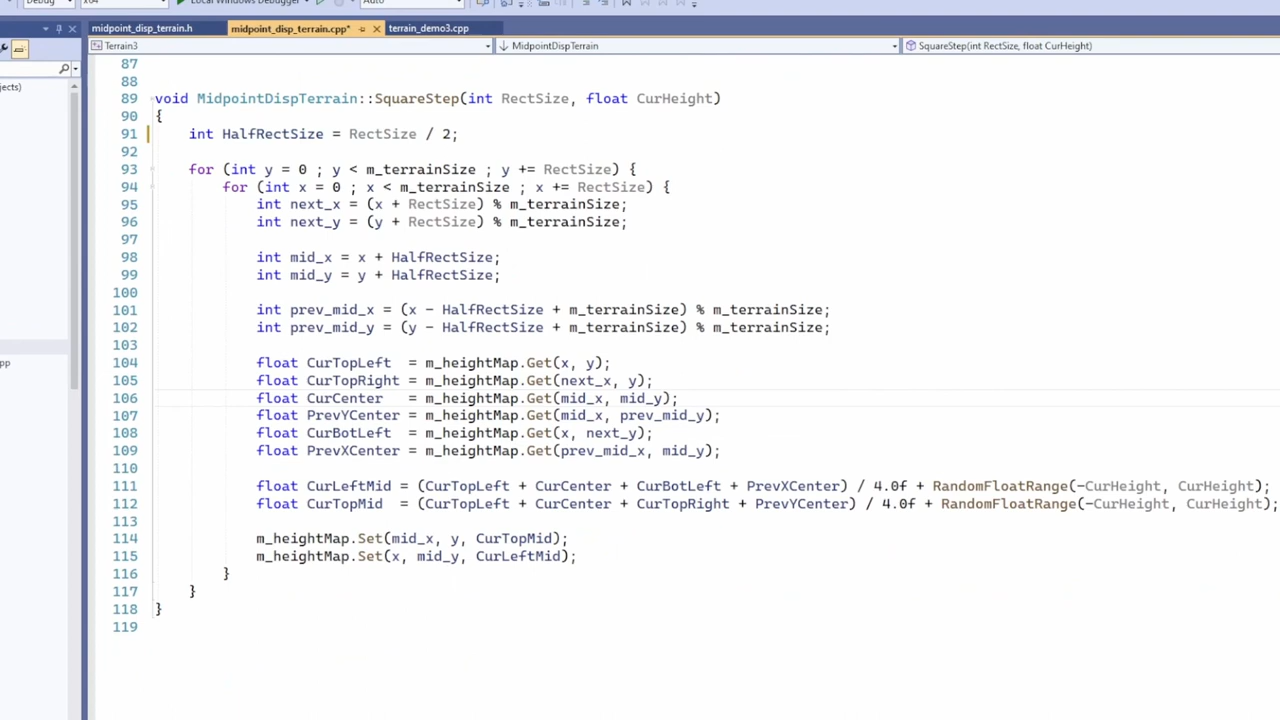 Debug x64 Local Windows Debugger Auto
midpoint_disp_terrain.h midpoint_disp_terrain.cpp* terrain_demo3.cpp
Terrain3 MidpointDispTerrain SquareStep(int RectSize, float CurHeight)
jects)
pp
87
88
89 void MidpointDispTerrain::SquareStep(int RectSize, float CurHeight)
90 {
91 int HalfRectSize = RectSize / 2;
92
93 for (int y = 0 ; y < m_terrainSize ; y += RectSize) {
94 for (int x = 0 ; x < m_terrainSize ; x += RectSize) {
95 int next_x = (x + RectSize) % m_terrainSize;
96 int next_y = (y + RectSize) % m_terrainSize;
97
98 int mid_x = x + HalfRectSize;
99 int mid_y = y + HalfRectSize;
100
101 int prev_mid_x = (x - HalfRectSize + m_terrainSize) % m_terrainSize;
102 int prev_mid_y = (y - HalfRectSize + m_terrainSize) % m_terrainSize;
103
104 float CurTopLeft = m_heightMap.Get(x, y);
105 float CurTopRight = m_heightMap.Get(next_x, y);
106 float CurCenter = m_heightMap.Get(mid_x, mid_y);
107 float PrevYCenter = m_heightMap.Get(mid_x, prev_mid_y);
108 float CurBotLeft = m_heightMap.Get(x, next_y);
109 float PrevXCenter = m_heightMap.Get(prev_mid_x, mid_y);
110
111 float CurLeftMid = (CurTopLeft + CurCenter + CurBotLeft + PrevXCenter) / 4.0f + RandomFloatRange(-CurHeight, CurHeight);
112 float CurTopMid = (CurTopLeft + CurCenter + CurTopRight + PrevYCenter) / 4.0f + RandomFloatRange(-CurHeight, CurHeight);
113
114 m_heightMap.Set(mid_x, y, CurTopMid);
115 m_heightMap.Set(x, mid_y, CurLeftMid);
116 }
117 }
118 }
119